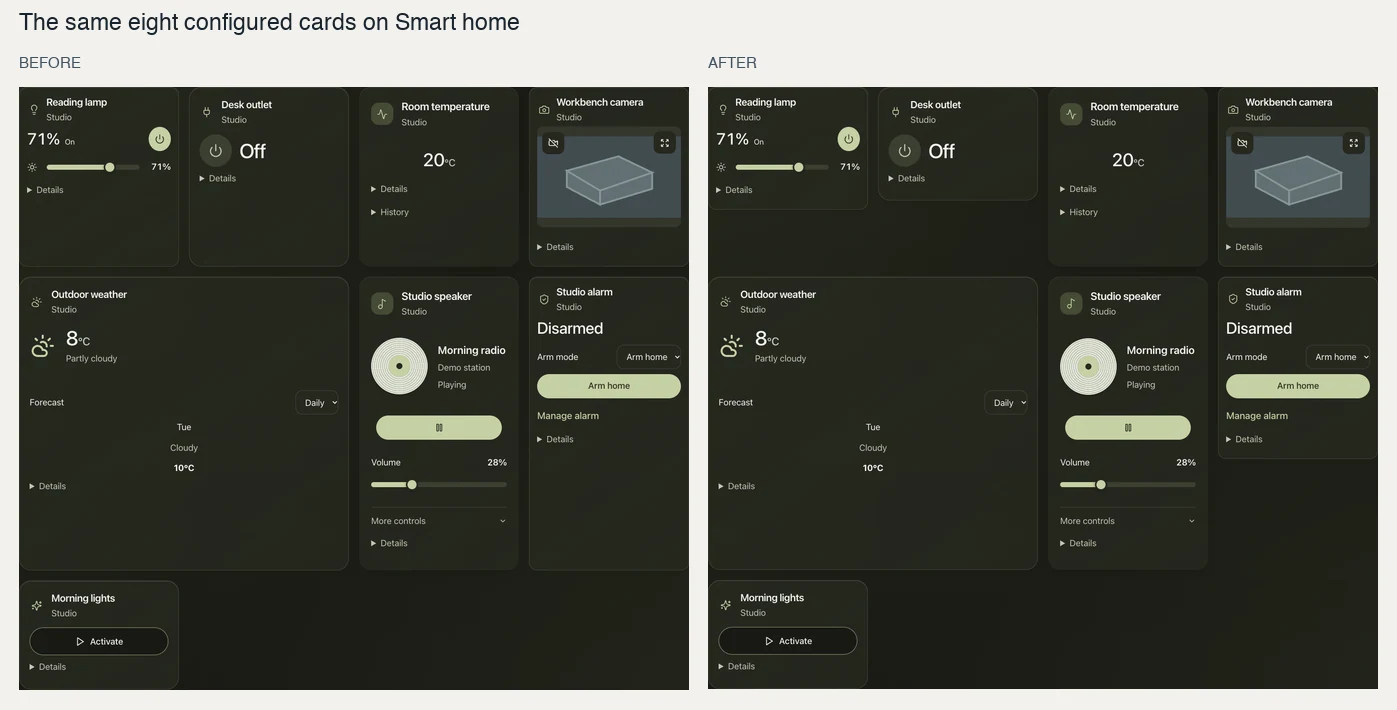 The same eight configured cards on Smart home
BEFORE
Reading lamp
Studio
71% On
71%
Details
Desk outlet
Studio
Off
Details
Room temperature
Studio
20°C
Details
History
Workbench camera
Studio
Details
Outdoor weather
Studio
8°C
Partly cloudy
Forecast
Daily
Tue
Cloudy
10°C
Details
Studio speaker
Studio
Morning radio
Demo station
Playing
Volume 28%
More controls
Details
Studio alarm
Studio
Disarmed
Arm mode Arm home
Arm home
Manage alarm
Details
Morning lights
Studio
Activate
Details
AFTER
Reading lamp
Studio
71% On
71%
Details
Desk outlet
Studio
Off
Details
Room temperature
Studio
20°C
Details
History
Workbench camera
Studio
Details
Outdoor weather
Studio
8°C
Partly cloudy
Forecast
Daily
Tue
Cloudy
10°C
Details
Studio speaker
Studio
Morning radio
Demo station
Playing
Volume 28%
More controls
Details
Studio alarm
Studio
Disarmed
Arm mode Arm home
Arm home
Manage alarm
Details
Morning lights
Studio
Activate
Details